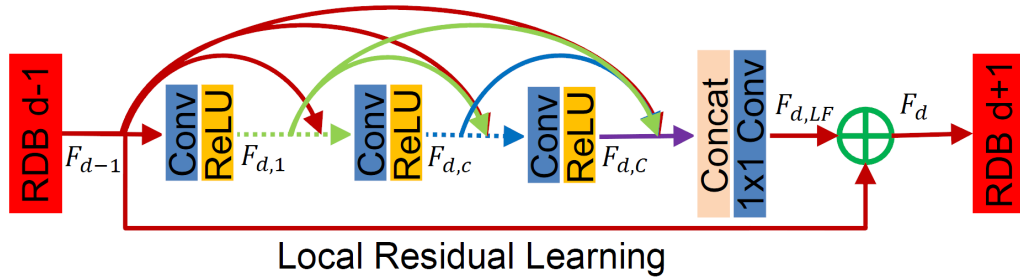 RDB d-1
F_{d-1}
Conv
ReLU
F_{d,1}
Conv
ReLU
F_{d,c}
Conv
ReLU
F_{d,C}
Concat
1x1 Conv
F_{d,LF}
F_d
RDB d+1
Local Residual Learning